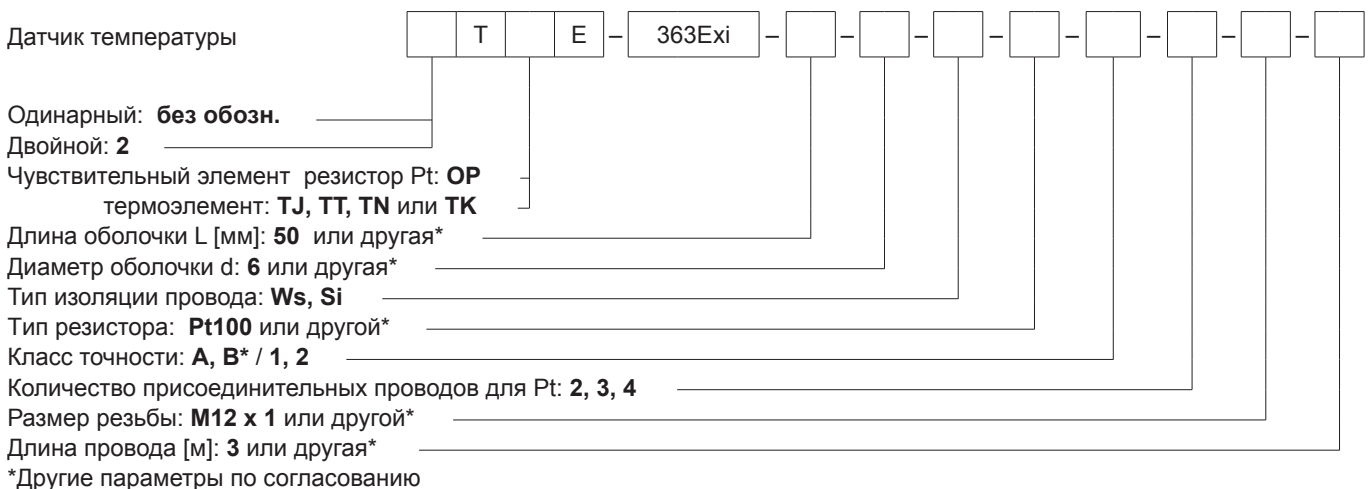 Датчик температуры T E – 363Exi – – – – – – – –
Одинарный: без обозн.
Двойной: 2
Чувствительный элемент резистор Pt: OP
термоэлемент: TJ, TT, TN или TK
Длина оболочки L [мм]: 50 или другая*
Диаметр оболочки d: 6 или другая*
Тип изоляции провода: Ws, Si
Тип резистора: Pt100 или другой*
Класс точности: A, B* / 1, 2
Количество присоединительных проводов для Pt: 2, 3, 4
Размер резьбы: M12 x 1 или другой*
Длина провода [м]: 3 или другая*
*Другие параметры по согласованию